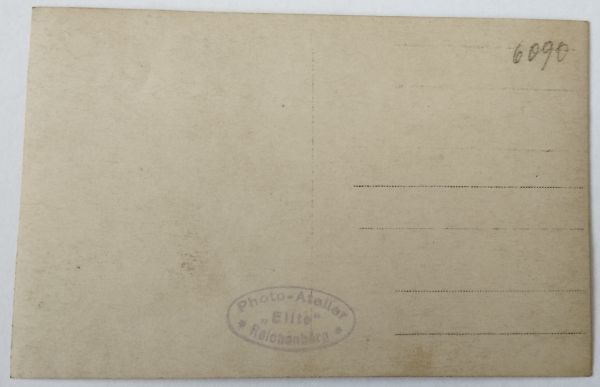 6090
Photo-Atelier
„Elite“
* Reichenberg *